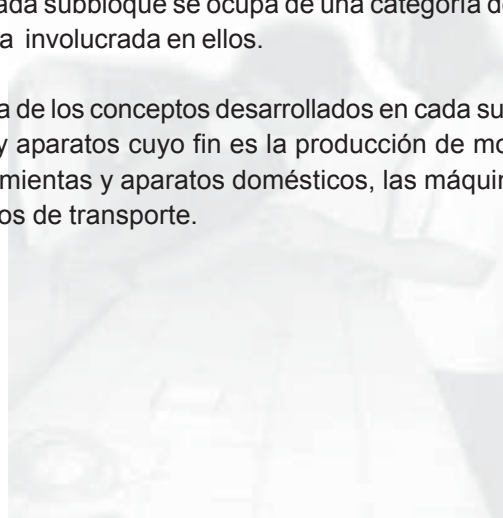 ada subbloque se ocupa de una categoría d
a involucrada en ellos.
a de los conceptos desarrollados en cada su
y aparatos cuyo fin es la producción de mo
mientas y aparatos domésticos, las máquin
os de transporte.